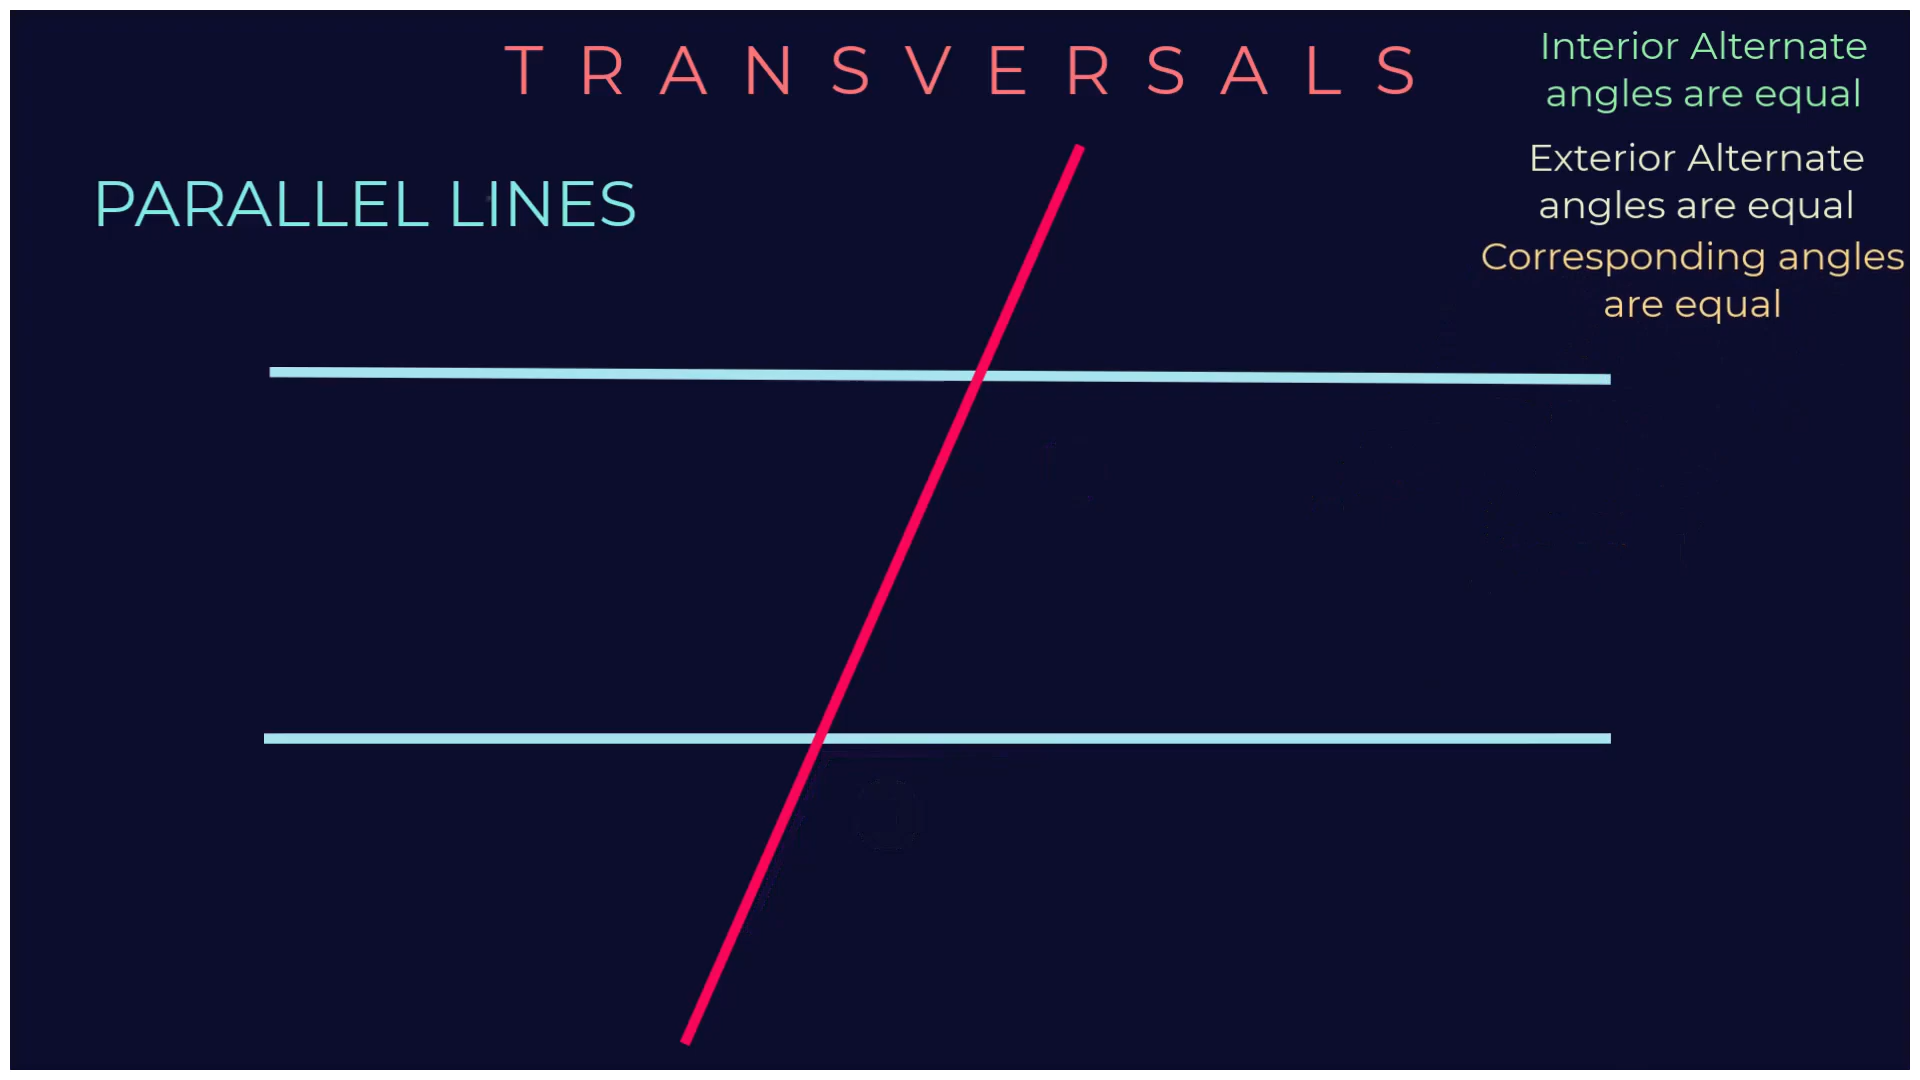 T R A N S V E R S A L S
PARALLEL LINES
Interior Alternate
angles are equal
Exterior Alternate
angles are equal
Corresponding angles
are equal